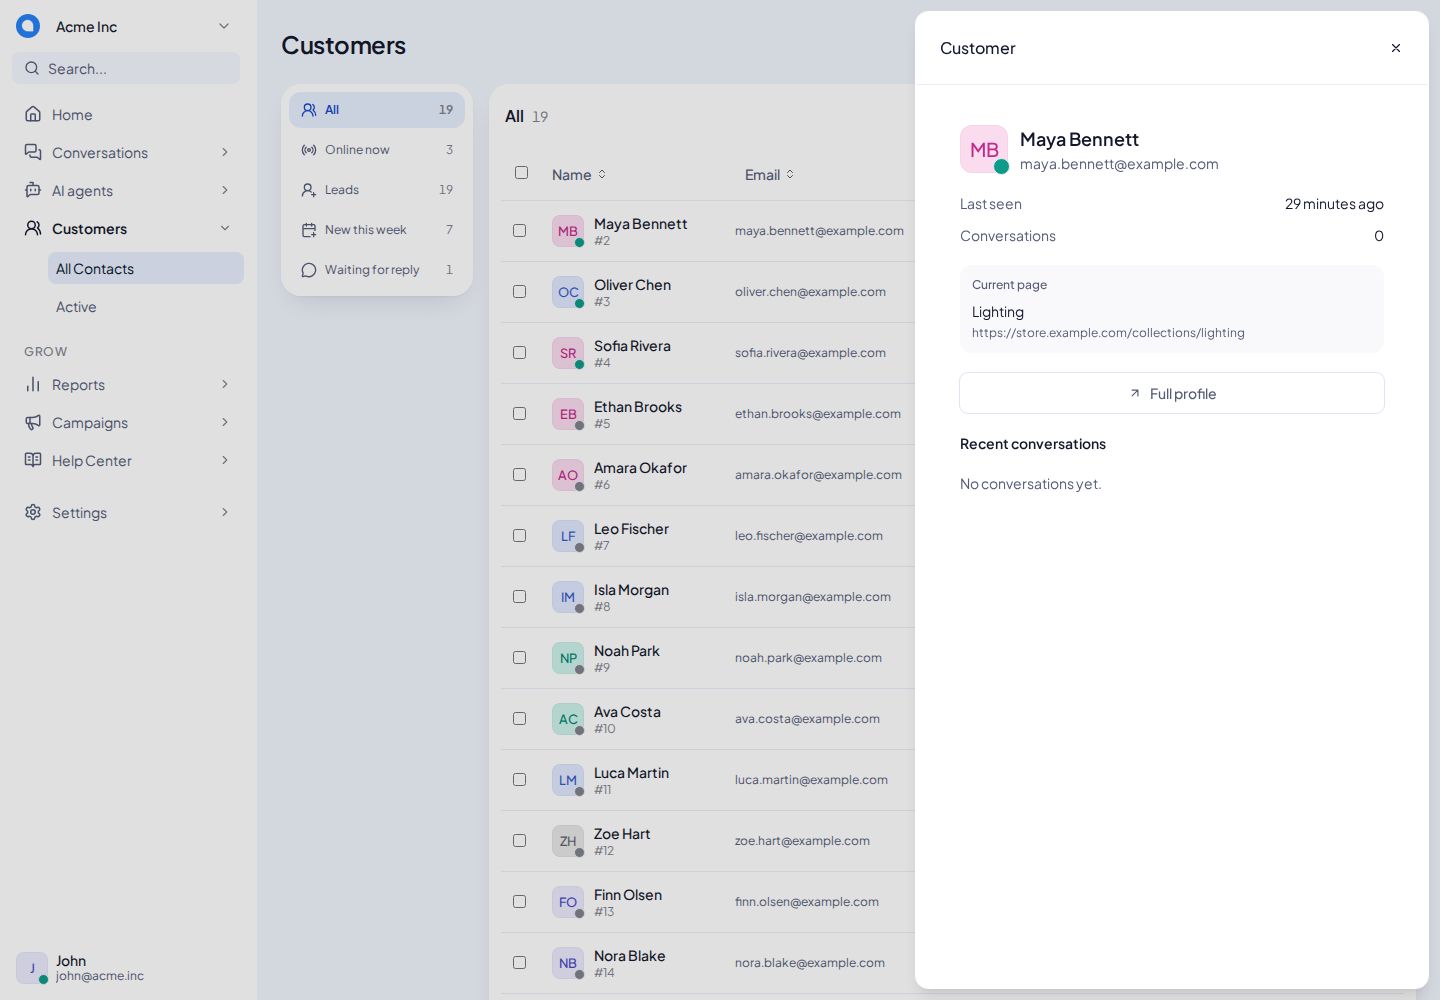 Acme Inc
Search...
Home
Conversations
AI agents
Customers
All Contacts
Active
GROW
Reports
Campaigns
Help Center
Settings
J
John
john@acme.inc
Customers
All 19
Online now 3
Leads 19
New this week 7
Waiting for reply 1
All 19
Name Email
MB Maya Bennett maya.bennett@example.com
#2
OC Oliver Chen oliver.chen@example.com
#3
SR Sofia Rivera sofia.rivera@example.com
#4
EB Ethan Brooks ethan.brooks@example.com
#5
AO Amara Okafor amara.okafor@example.com
#6
LF Leo Fischer leo.fischer@example.com
#7
IM Isla Morgan isla.morgan@example.com
#8
NP Noah Park noah.park@example.com
#9
AC Ava Costa ava.costa@example.com
#10
LM Luca Martin luca.martin@example.com
#11
ZH Zoe Hart zoe.hart@example.com
#12
FO Finn Olsen finn.olsen@example.com
#13
NB Nora Blake nora.blake@example.com
#14
Customer
MB
Maya Bennett
maya.bennett@example.com
Last seen 29 minutes ago
Conversations 0
Current page
Lighting
https://store.example.com/collections/lighting
Full profile
Recent conversations
No conversations yet.